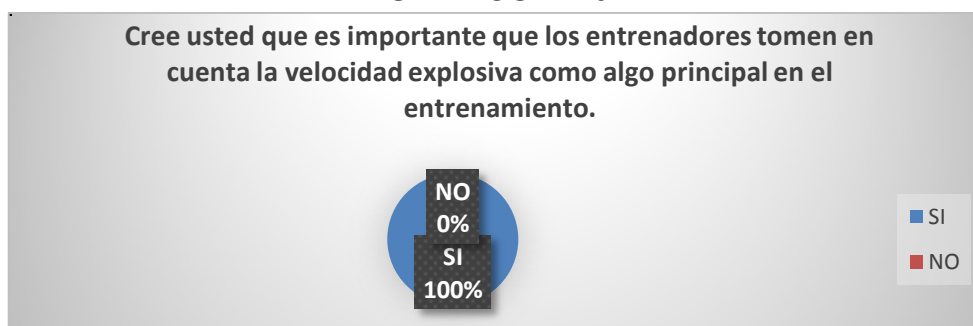 Cree usted que es importante que los entrenadores tomen en
cuenta la velocidad explosiva como algo principal en el
entrenamiento.
NO
0%
SI
100%
SI
NO